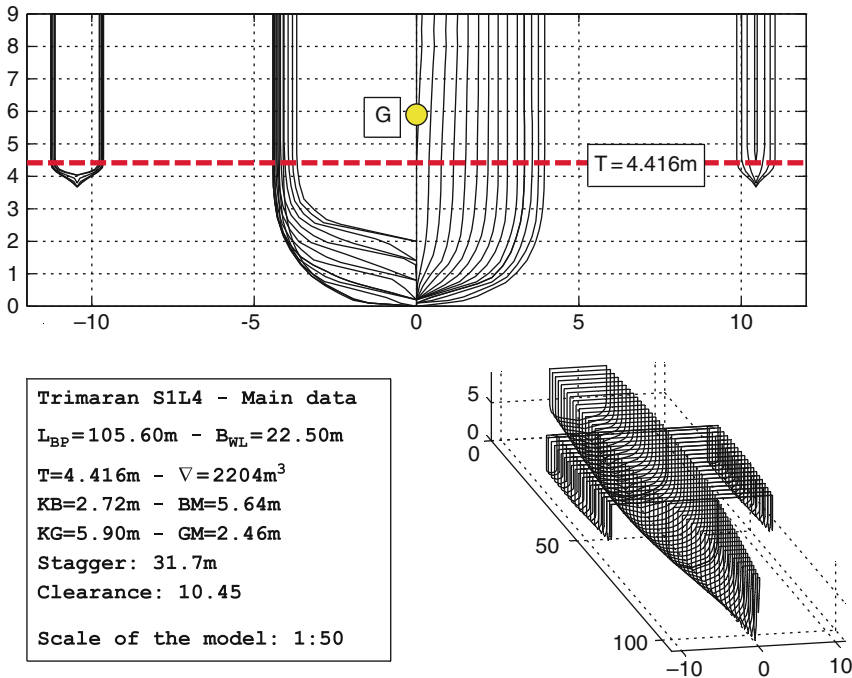 9
8
7
6
5
4
3
2
1
0
G
T = 4.416m
−10
-5
0
5
10
Trimaran S1L4 - Main data
L_BP=105.60m - B_WL=22.50m
T=4.416m - ∇=2204m³
KB=2.72m - BM=5.64m
KG=5.90m - GM=2.46m
Stagger: 31.7m
Clearance: 10.45
Scale of the model: 1:50
5
0
0
50
100
−10
0
10